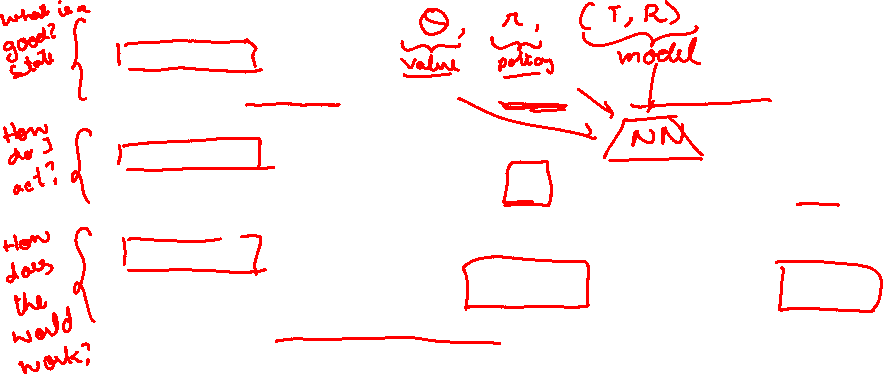 What is a
good?
state
How
do I
act?
How
does
the
world
work?
Θ, π, (T, R)
value policy model
NN